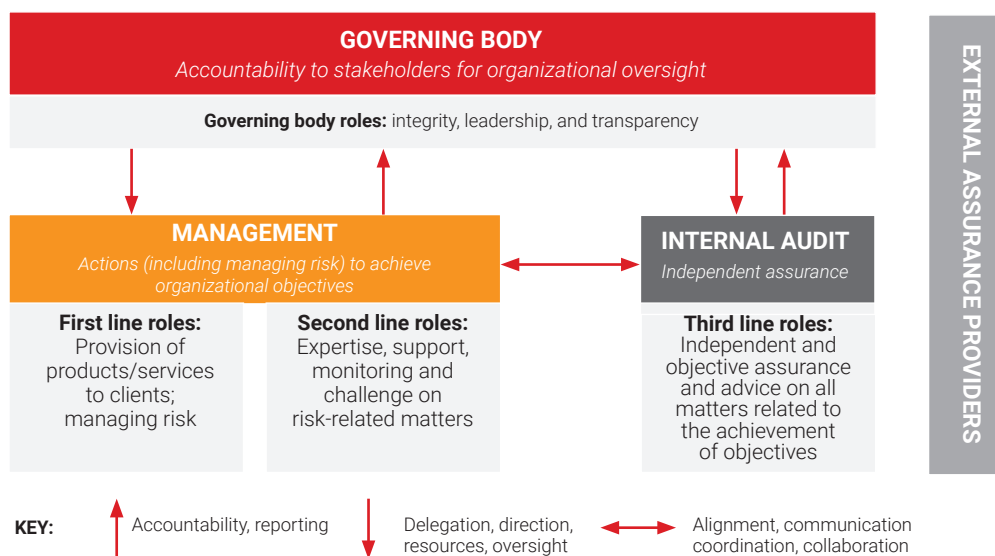 GOVERNING BODY
Accountability to stakeholders for organizational oversight
Governing body roles: integrity, leadership, and transparency
MANAGEMENT
Actions (including managing risk) to achieve
organizational objectives
First line roles:
Provision of
products/services
to clients;
managing risk
Second line roles:
Expertise, support,
monitoring and
challenge on
risk-related matters
INTERNAL AUDIT
Independent assurance
Third line roles:
Independent and
objective assurance
and advice on all
matters related to
the achievement
of objectives
EXTERNAL ASSURANCE PROVIDERS
KEY:
Accountability, reporting
Delegation, direction,
resources, oversight
Alignment, communication
coordination, collaboration